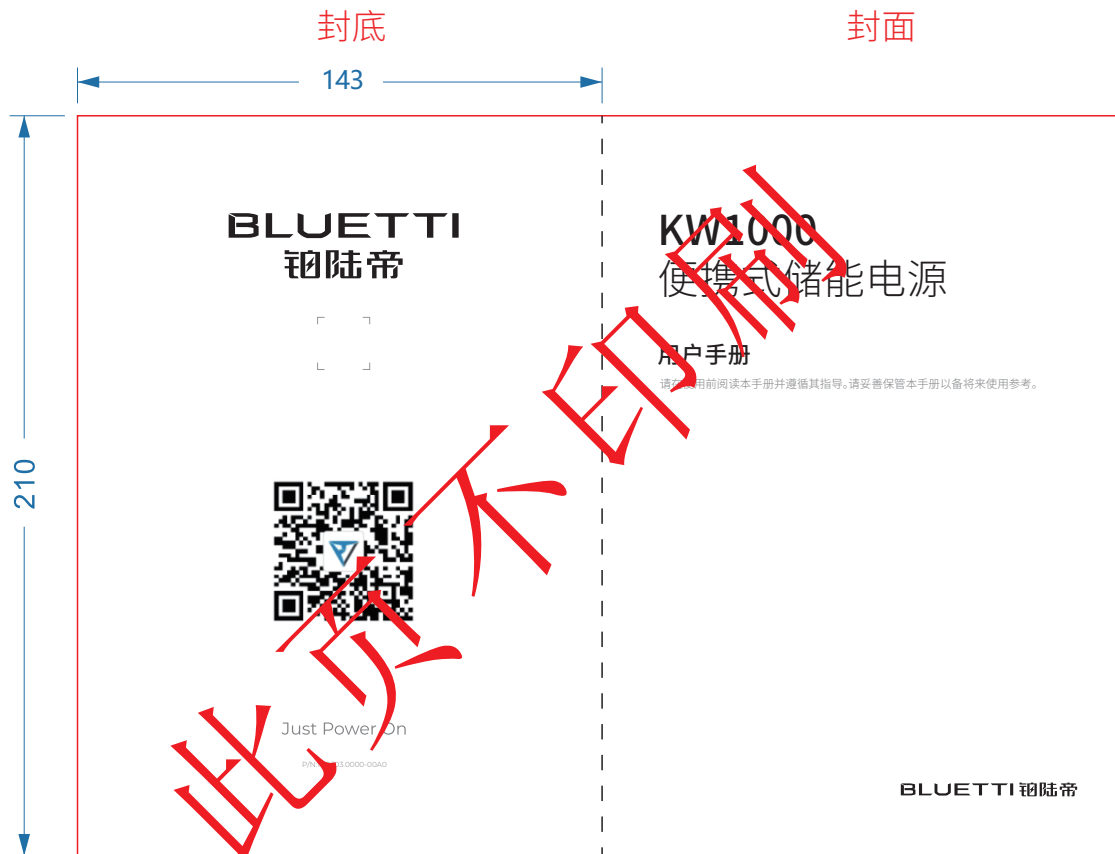 封底
封面
143
210
BLUETTI
铂陆帝
KW1000
便携式储能电源
用户手册
请在使用前阅读本手册并遵循其指导。请妥善保管本手册以备将来使用参考。
此页不印刷
Just Power On
P/N 03.0000-00A0
BLUETTI 铂陆帝